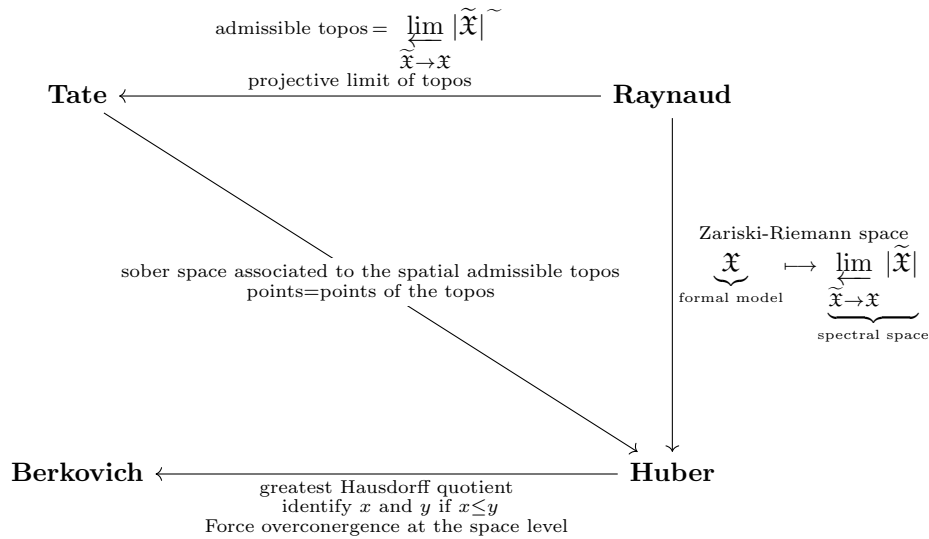 admissible topos = lim |𝔛̃|~
←
𝔛̃→𝔛
projective limit of topos
Tate
Raynaud
Zariski-Riemann space
𝔛 ⟼ lim |𝔛̃|
←
formal model
𝔛̃→𝔛
spectral space
sober space associated to the spatial admissible topos
points=points of the topos
Berkovich
Huber
greatest Hausdorff quotient
identify x and y if x≤y
Force overconergence at the space level